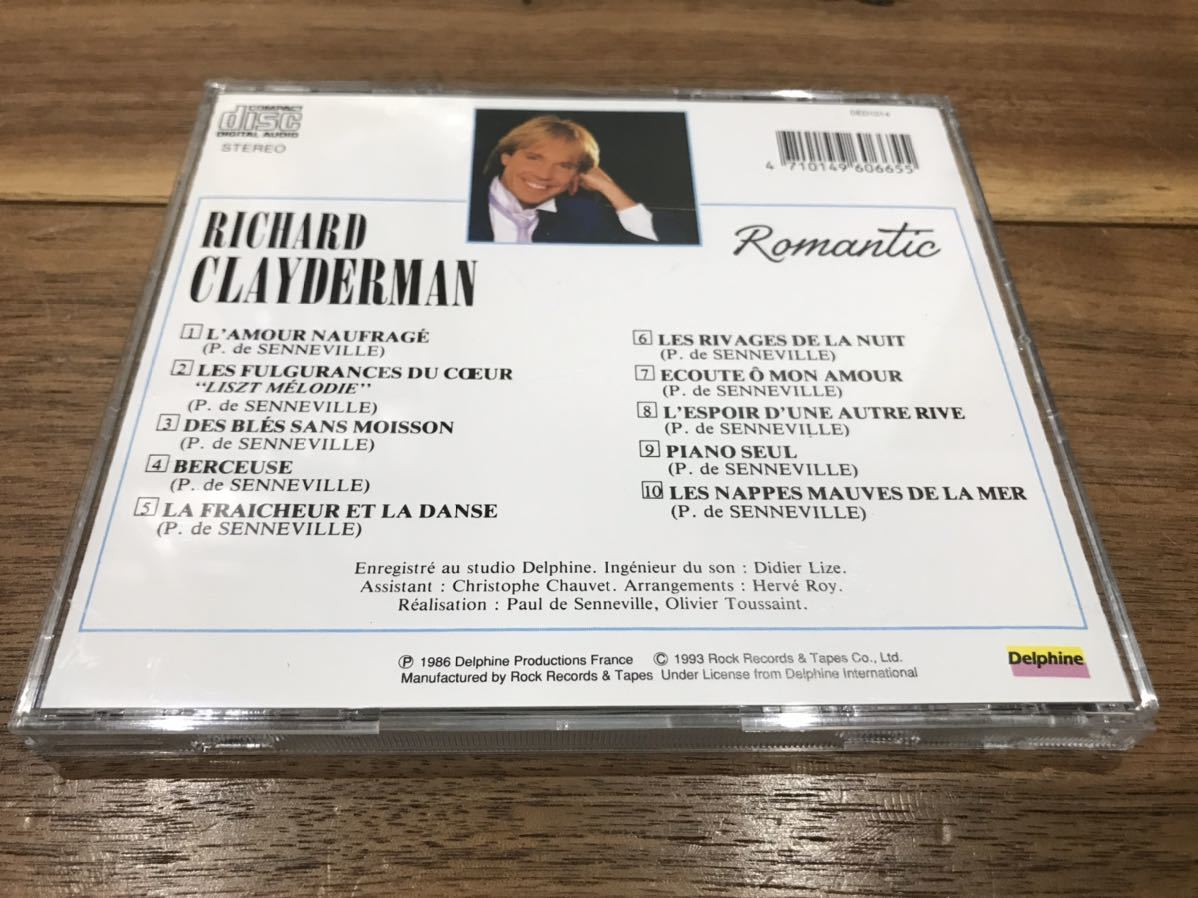 COMPACT
disc
DIGITAL AUDIO
STEREO
DED1014
4 710149 606655
RICHARD
CLAYDERMAN
Romantic
1 L'AMOUR NAUFRAGÉ
(P. de SENNEVILLE)
2 LES FULGURANCES DU CŒUR
"LISZT MÉLODIE"
(P. de SENNEVILLE)
3 DES BLÉS SANS MOISSON
(P. de SENNEVILLE)
4 BERCEUSE
(P. de SENNEVILLE)
5 LA FRAICHEUR ET LA DANSE
(P. de SENNEVILLE)
6 LES RIVAGES DE LA NUIT
(P. de SENNEVILLE)
7 ECOUTE Ô MON AMOUR
(P. de SENNEVILLE)
8 L'ESPOIR D'UNE AUTRE RIVE
(P. de SENNEVILLE)
9 PIANO SEUL
(P. de SENNEVILLE)
10 LES NAPPES MAUVES DE LA MER
(P. de SENNEVILLE)
Enregistré au studio Delphine. Ingénieur du son : Didier Lize.
Assistant : Christophe Chauvet. Arrangements : Hervé Roy.
Réalisation : Paul de Senneville, Olivier Toussaint.
℗ 1986 Delphine Productions France © 1993 Rock Records & Tapes Co., Ltd.
Manufactured by Rock Records & Tapes Under License from Delphine International
Delphine